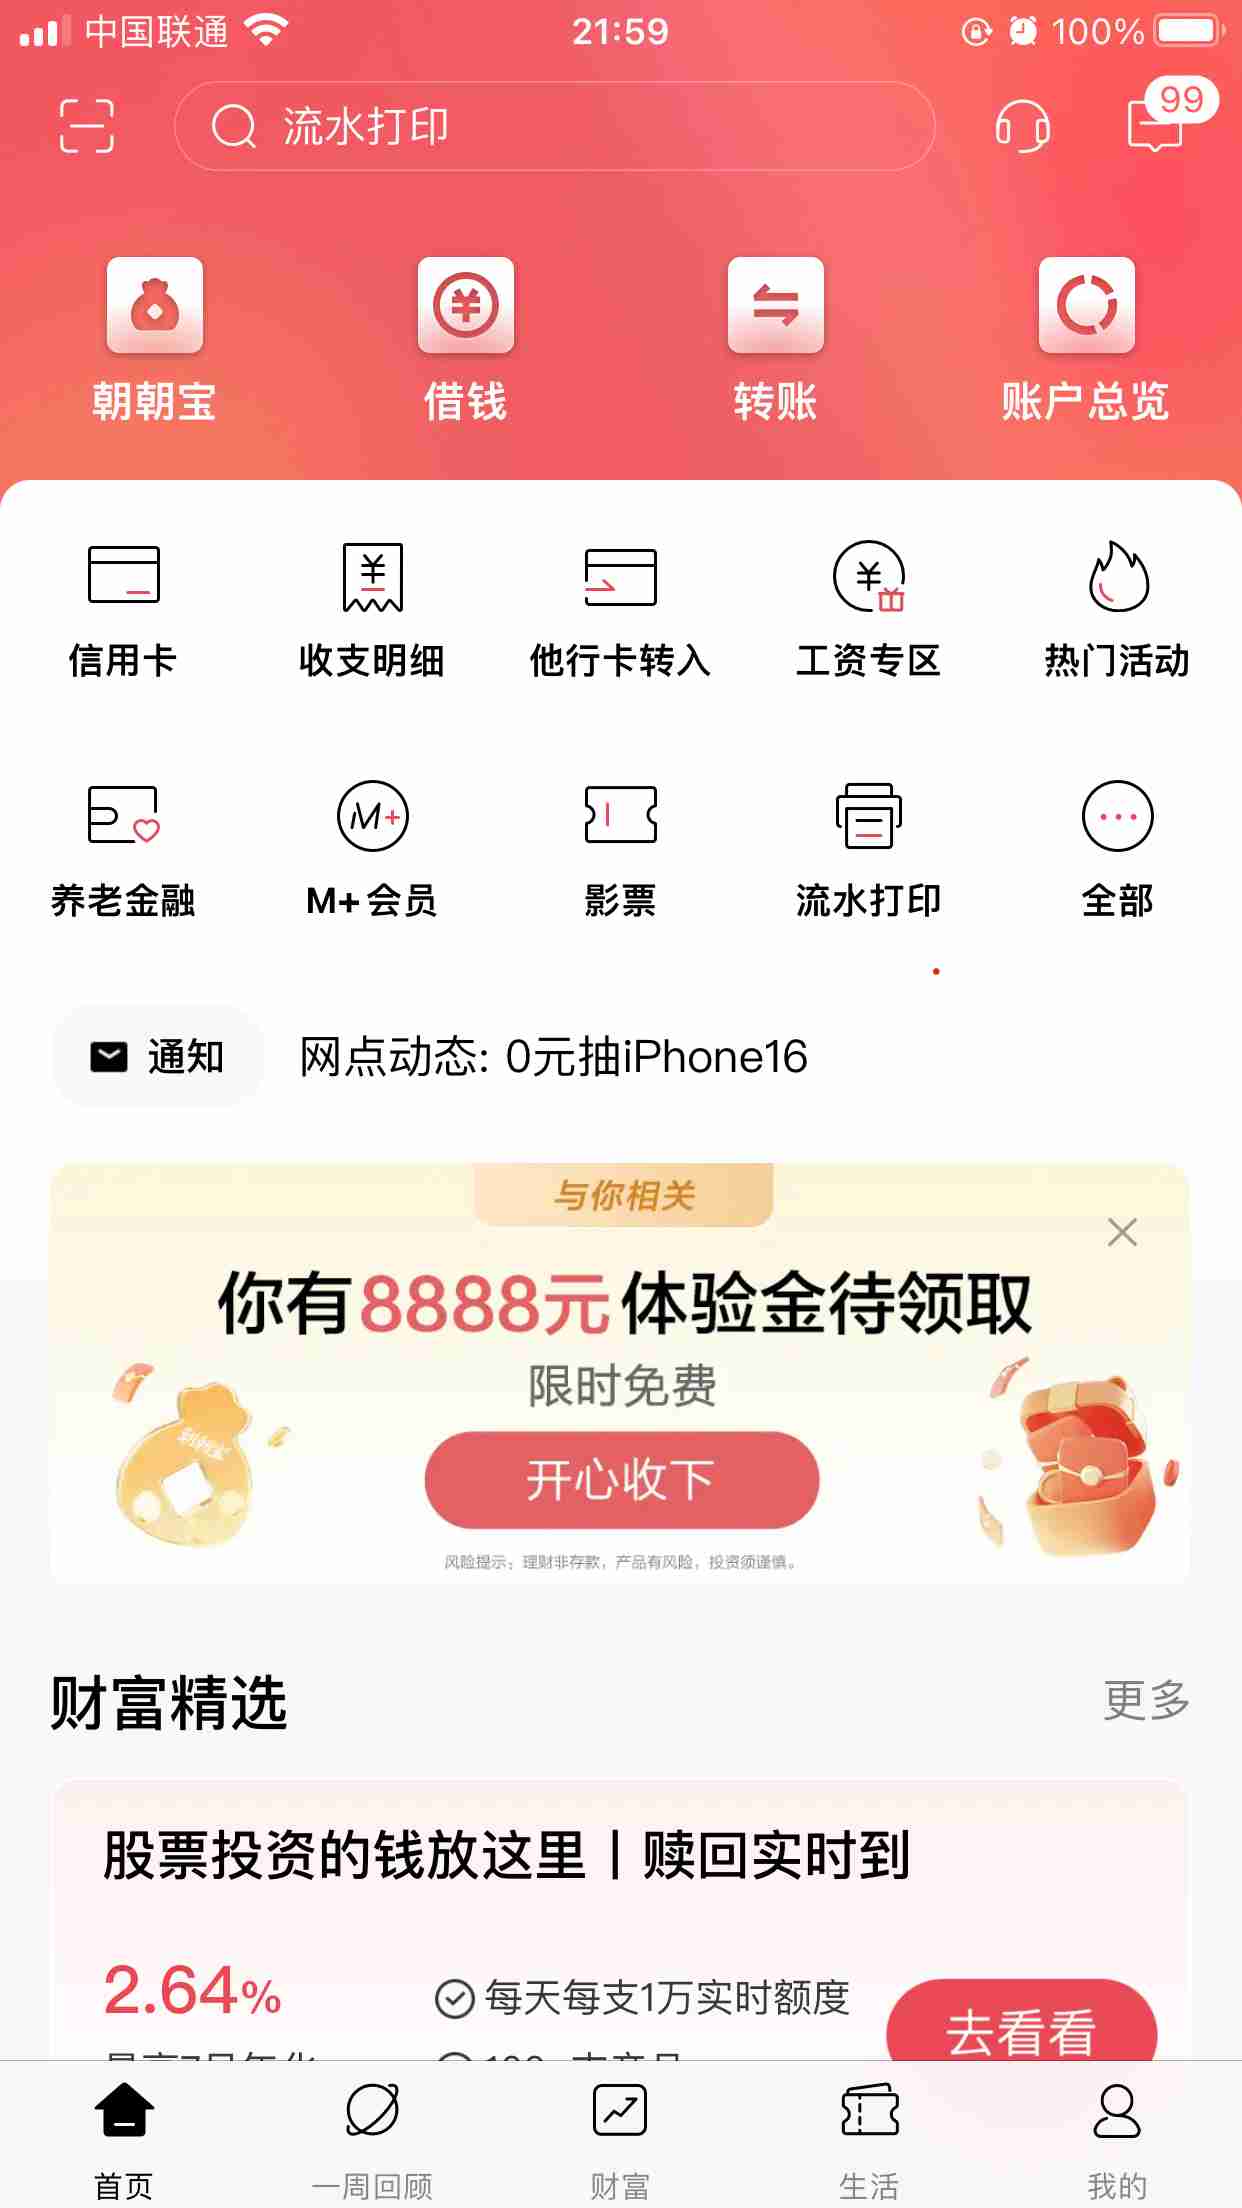 中国联通
21:59
100%
流水打印
99
朝朝宝
借钱
转账
账户总览
信用卡
收支明细
他行卡转入
工资专区
热门活动
养老金融
M+
M+会员
影票
流水打印
全部
通知
网点动态: 0元抽iPhone16
与你相关
你有8888元体验金待领取
限时免费
朝朝宝
开心收下
风险提示：理财非存款，产品有风险，投资须谨慎。
财富精选
更多
股票投资的钱放这里丨赎回实时到
2.64%
每天每支1万实时额度
去看看
首页
一周回顾
财富
生活
我的